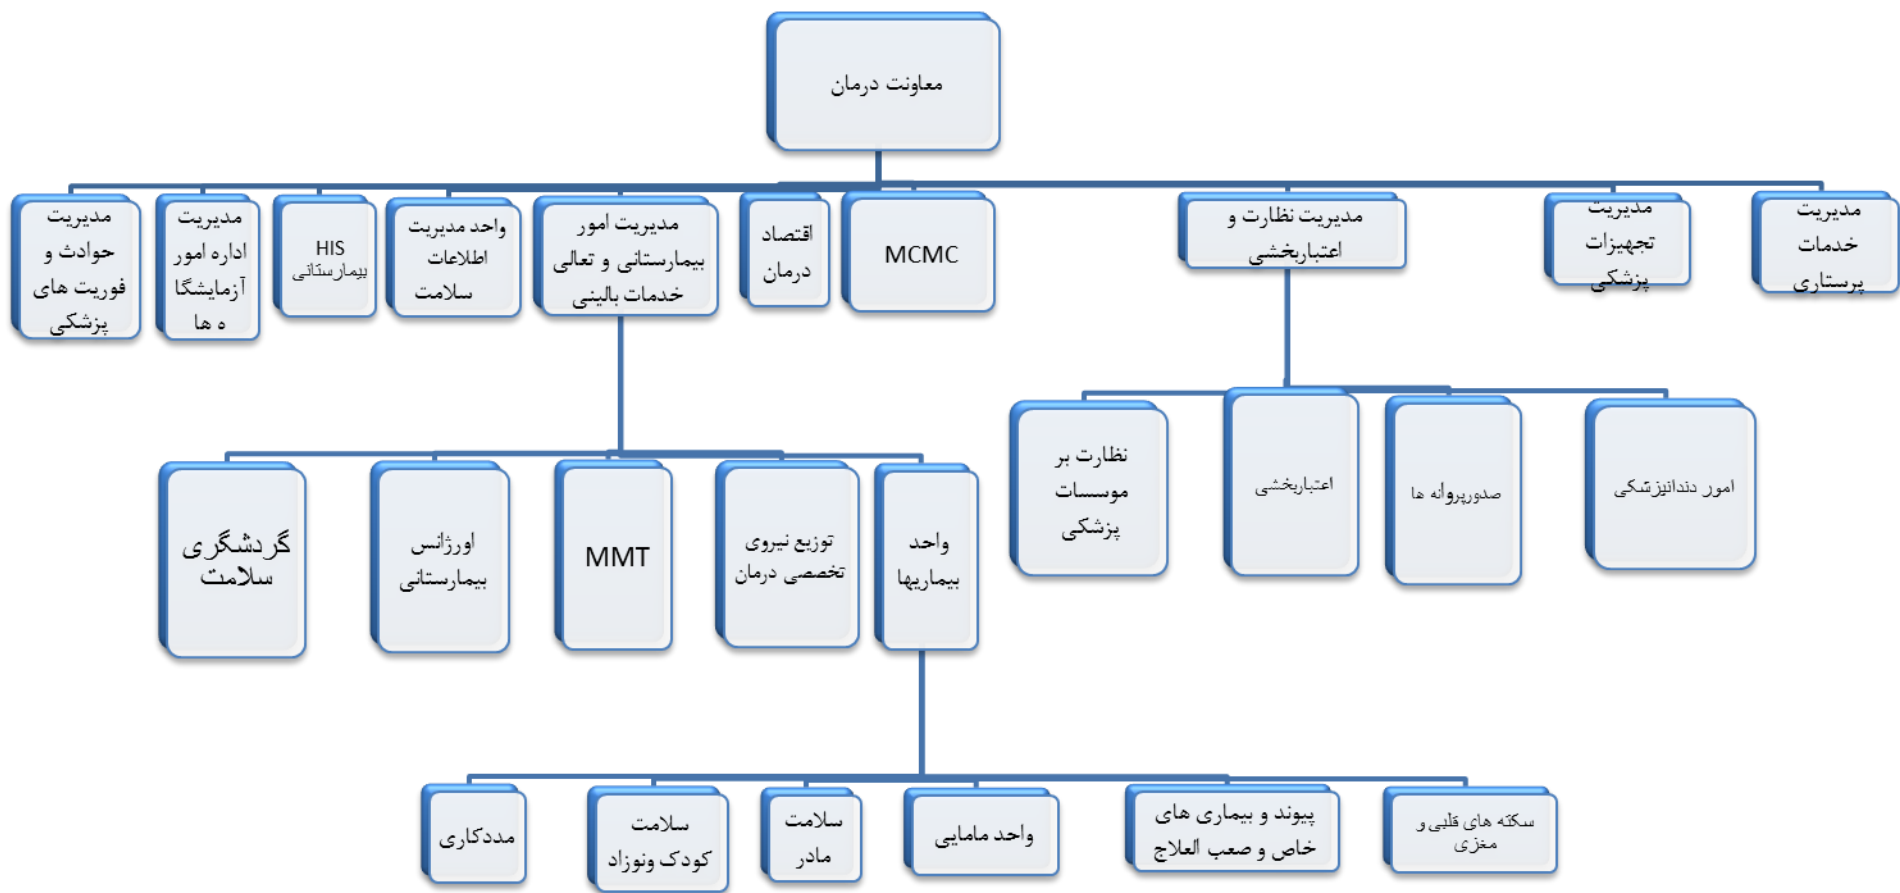 معاونت درمان
مدیریت
خدمات
پرستاری
مدیریت
تجهیزات
پزشکی
مدیریت نظارت و
اعتباربخشی
MCMC
اقتصاد
درمان
مدیریت امور
بیمارستانی و تعالی
خدمات بالینی
واحد مدیریت
اطلاعات
سلامت
HIS
بیمارستانی
مدیریت
اداره امور
آزمایشگا
ه ها
مدیریت
حوادث و
فوریت های
پزشکی
امور دندانپزشکی
صدورپروانه ها
اعتباربخشی
نظارت بر
موسسات
پزشکی
واحد
بیماریها
توزیع نیروی
تخصصی درمان
MMT
اورژانس
بیمارستانی
گردشگری
سلامت
سکته های قلبی و
مغزی
پیوند و بیماری های
خاص و صعب العلاج
واحد مامایی
سلامت
مادر
سلامت
کودک ونوزاد
مددکاری